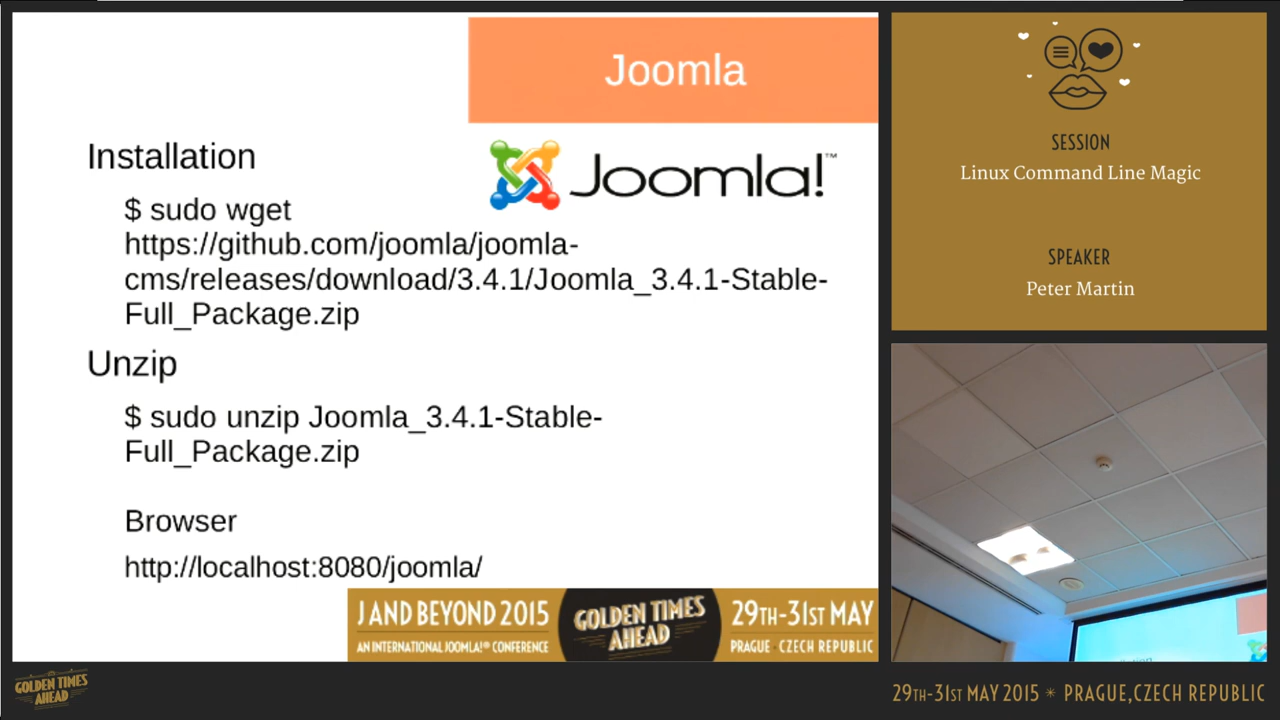 Joomla
Installation
Joomla!™
$ sudo wget
https://github.com/joomla/joomla-
cms/releases/download/3.4.1/Joomla_3.4.1-Stable-
Full_Package.zip
Unzip
$ sudo unzip Joomla_3.4.1-Stable-
Full_Package.zip
Browser
http://localhost:8080/joomla/
J AND BEYOND 2015
AN INTERNATIONAL JOOMLA!® CONFERENCE
GOLDEN TIMES
AHEAD
29TH-31ST MAY
PRAGUE - CZECH REPUBLIC
SESSION
Linux Command Line Magic
SPEAKER
Peter Martin
GOLDEN TIMES
AHEAD
29TH-31ST MAY 2015 * PRAGUE, CZECH REPUBLIC